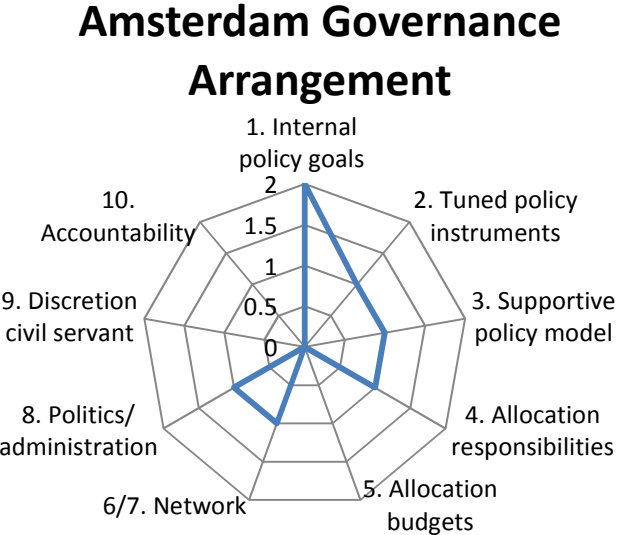 Amsterdam Governance
Arrangement
1. Internal
policy goals
2. Tuned policy
instruments
3. Supportive
policy model
4. Allocation
responsibilities
5. Allocation
budgets
6/7. Network
8. Politics/
administration
9. Discretion
civil servant
10.
Accountability
2
1.5
1
0.5
0